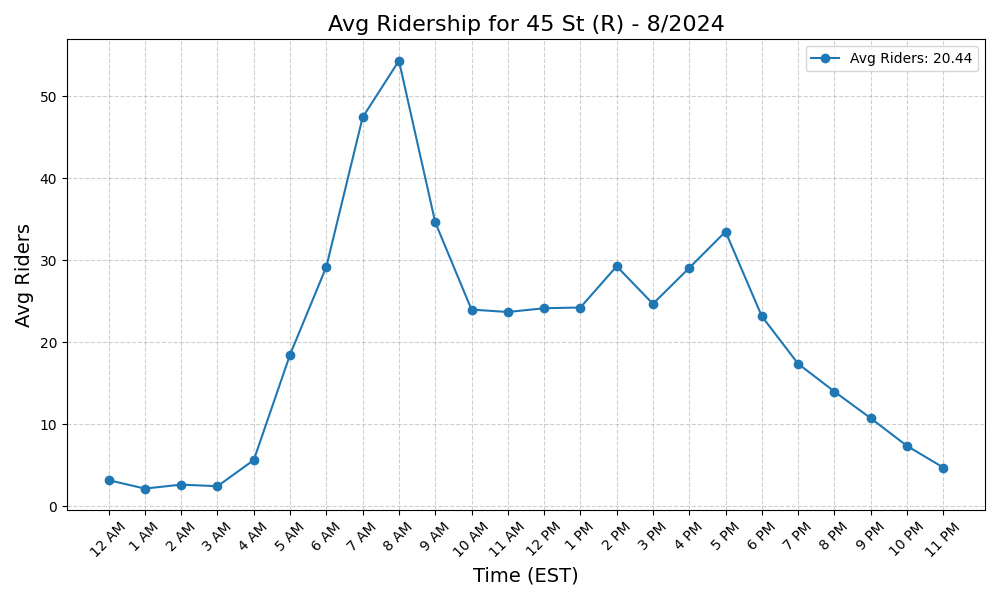 Avg Ridership for 45 St (R) - 8/2024
Avg Riders: 20.44
Avg Riders
50
40
30
20
10
0
12 AM
1 AM
2 AM
3 AM
4 AM
5 AM
6 AM
7 AM
8 AM
9 AM
10 AM
11 AM
12 PM
1 PM
2 PM
3 PM
4 PM
5 PM
6 PM
7 PM
8 PM
9 PM
10 PM
11 PM
Time (EST)